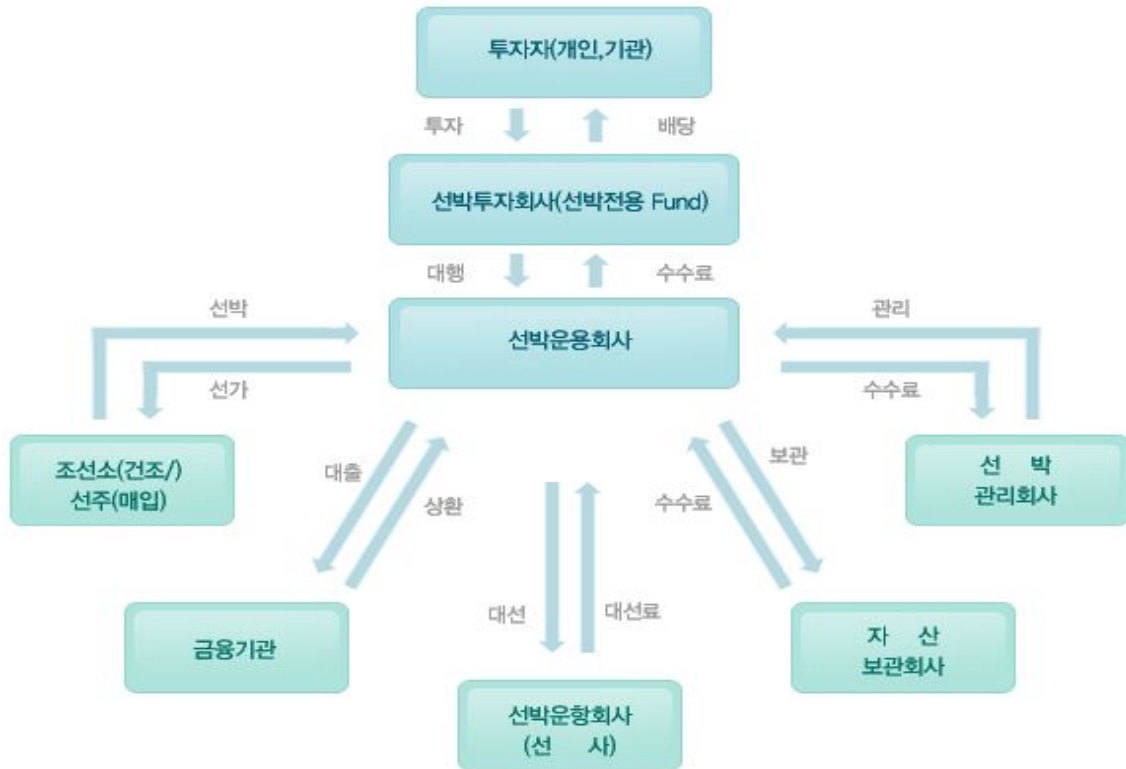 투자자(개인,기관)
투자
배당
선박투자회사(선박전용 Fund)
대행
수수료
선박
관리
선박운용회사
선가
수수료
조선소(건조/)
선주(매입)
대출
상환
보관
수수료
선 박
관리회사
대선
대선료
금융기관
자 산
보관회사
선박운항회사
(선 사)